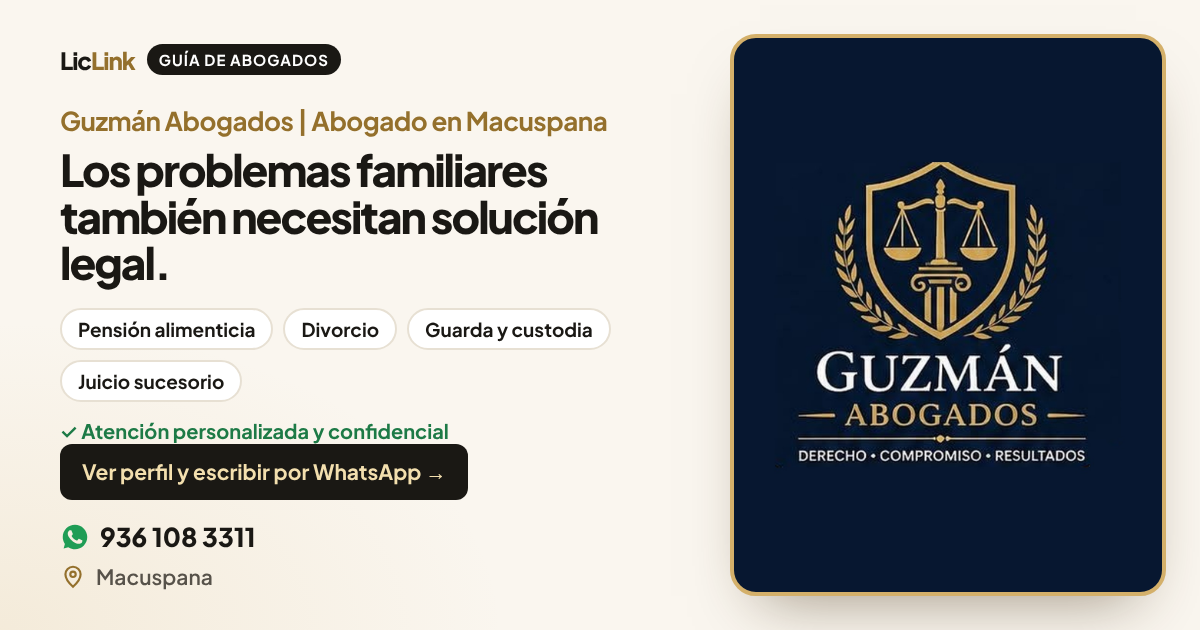 LicLink GUÍA DE ABOGADOS
Guzmán Abogados | Abogado en Macuspana
Los problemas familiares
también necesitan solución
legal.
Pensión alimenticia Divorcio Guarda y custodia
Juicio sucesorio
✓ Atención personalizada y confidencial
Ver perfil y escribir por WhatsApp →
936 108 3311
Macuspana
GUZMÁN
ABOGADOS
DERECHO • COMPROMISO • RESULTADOS